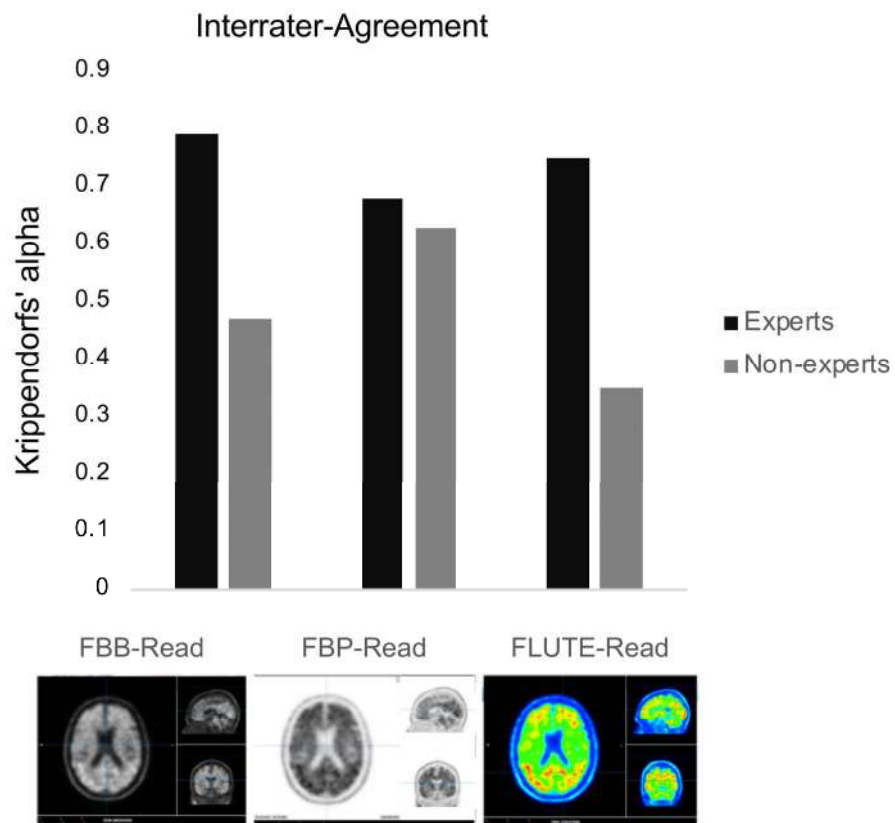 Interrater-Agreement
0.9
0.8
0.7
0.6
0.5
0.4
0.3
0.2
0.1
0
Krippendorfs' alpha
Experts
Non-experts
FBB-Read FBP-Read FLUTE-Read